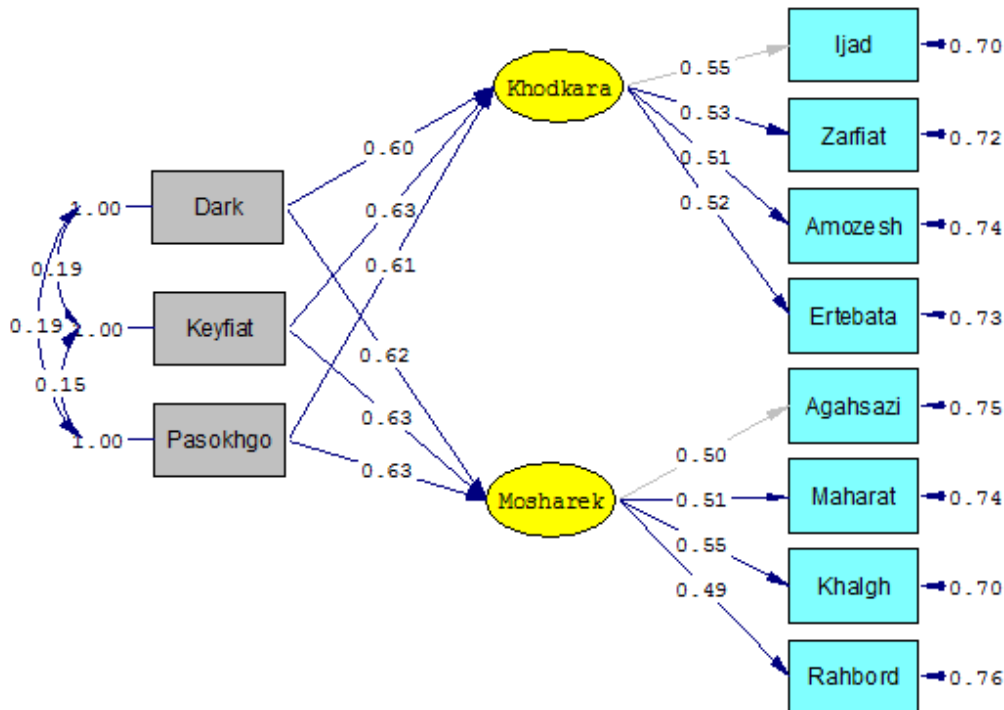 Ijad
0.70
0.55
Khodkara
0.53
Zarfiat
0.72
0.60
0.51
0.52
Dark
1.00
0.63
Amozesh
0.74
0.61
0.19
Ertebata
0.73
0.19
1.00
Keyfiat
0.62
0.15
Agahsazi
0.75
0.63
1.00
Pasokhgo
0.63
0.50
Mosharek
0.51
Maharat
0.74
0.55
Khalgh
0.70
0.49
Rahbord
0.76